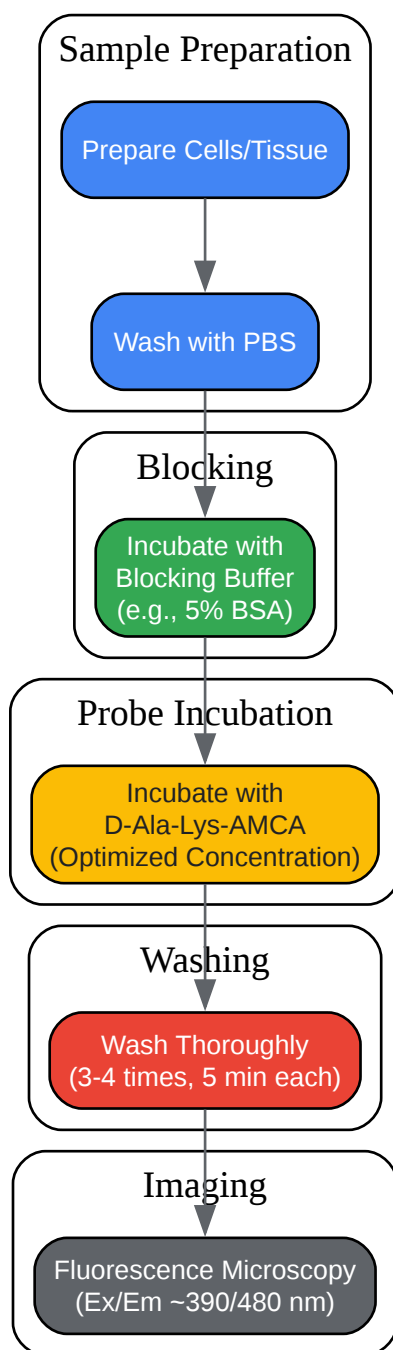 Sample Preparation
Prepare Cells/Tissue
Wash with PBS
Blocking
Incubate with
Blocking Buffer
(e.g., 5% BSA)
Probe Incubation
Incubate with
D-Ala-Lys-AMCA
(Optimized Concentration)
Washing
Wash Thoroughly
(3-4 times, 5 min each)
Imaging
Fluorescence Microscopy
(Ex/Em ~390/480 nm)